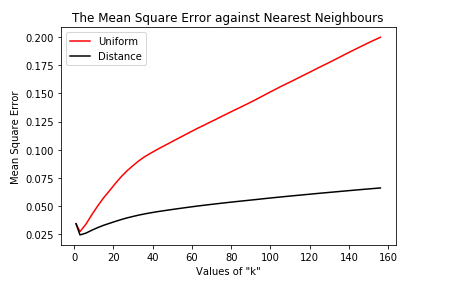 The Mean Square Error against Nearest Neighbours
Uniform
Distance
0.200
0.175
0.150
0.125
0.100
0.075
0.050
0.025
Mean Square Error
0 20 40 60 80 100 120 140 160
Values of "k"